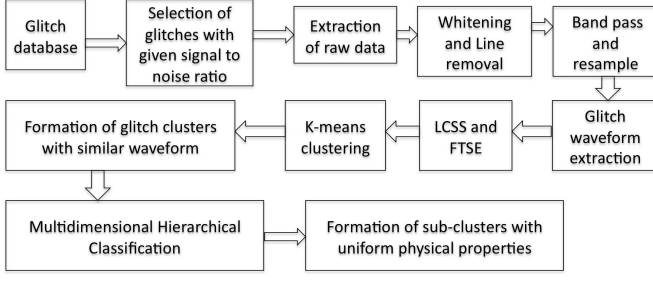 Glitch
database
Selection of
glitches with
given signal to
noise ratio
Extraction
of raw data
Whitening
and Line
removal
Band pass
and
resample
Glitch
waveform
extraction
LCSS and
FTSE
K-means
clustering
Formation of glitch clusters
with similar waveform
Multidimensional Hierarchical
Classification
Formation of sub-clusters with
uniform physical properties